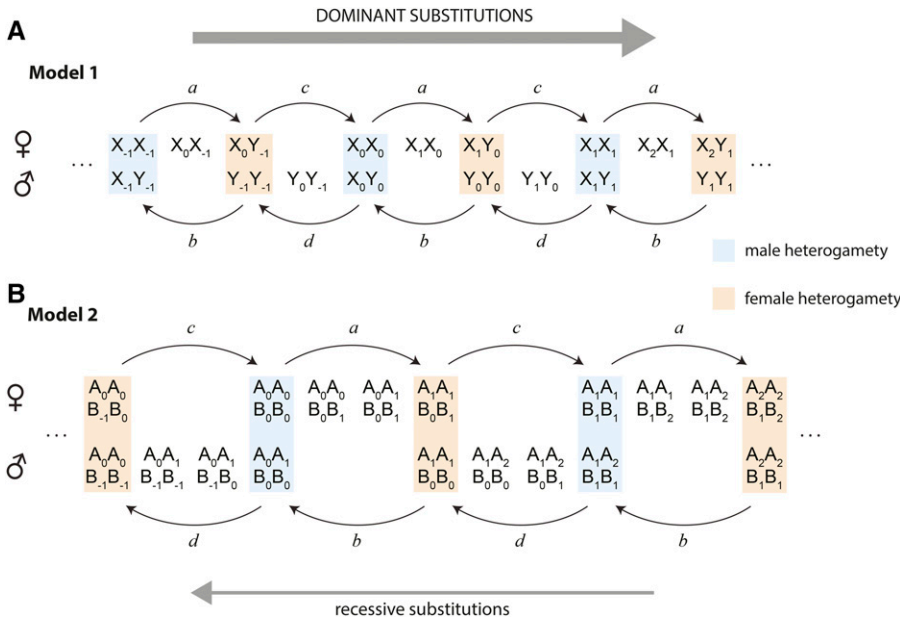 A
DOMINANT SUBSTITUTIONS
Model 1
a c a c a
♀ X₋₁X₋₁ X₀X₋₁ X₀Y₋₁ X₀X₀ X₁X₀ X₁Y₀ X₁X₁ X₂X₁ X₂Y₁
... ...
♂ X₋₁Y₋₁ Y₋₁Y₋₁ Y₀Y₋₁ X₀Y₀ Y₀Y₀ Y₁Y₀ X₁Y₁ Y₁Y₁
b d b d b
male heterogamety
female heterogamety
B
Model 2
c a c a
♀ A₀A₀ A₀A₀ A₀A₀ A₀A₁ A₁A₁ A₁A₁ A₁A₁ A₁A₂ A₂A₂
B₋₁B₀ B₀B₀ B₀B₁ B₀B₁ B₀B₁ B₁B₁ B₁B₂ B₁B₂ B₁B₂
... ...
♂ A₀A₀ A₀A₁ A₀A₁ A₀A₁ A₁A₁ A₁A₂ A₁A₂ A₁A₂ A₂A₂
B₋₁B₋₁ B₋₁B₋₁ B₋₁B₀ B₀B₀ B₀B₀ B₀B₀ B₀B₁ B₁B₁ B₁B₁
d b d b
recessive substitutions